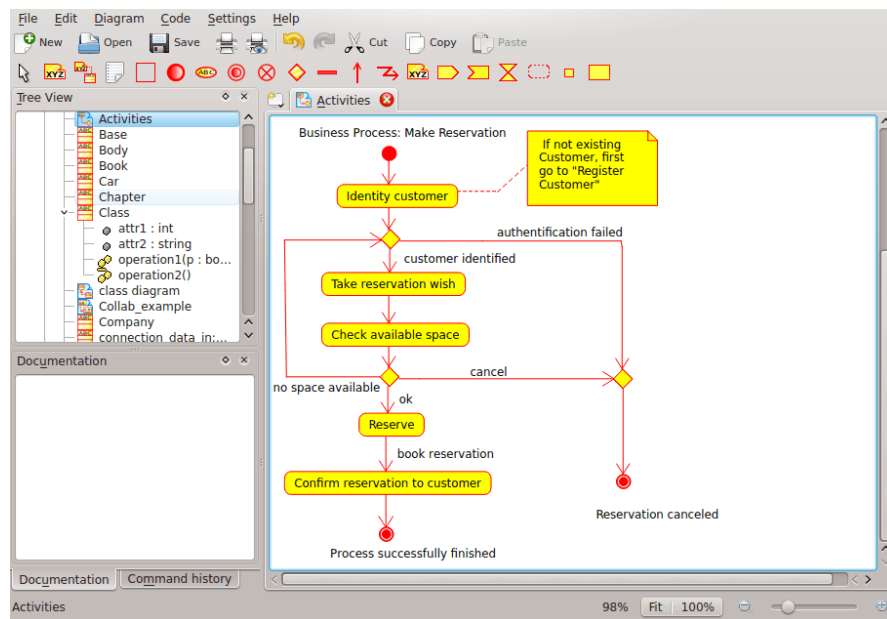 File Edit Diagram Code Settings Help
New Open Save Cut Copy Paste
XYZ XYZ ABC XYZ
Tree View
Activities
Base
Body
Book
Car
Chapter
Class
attr1 : int
attr2 : string
operation1(p : bo...
operation2()
class diagram
Collab_example
Company
connection_data_in:...
Documentation
Documentation Command history
Activities
Business Process: Make Reservation
If not existing
Customer, first
go to "Register
Customer"
Identity customer
authentification failed
customer identified
Take reservation wish
Check available space
no space available
cancel
ok
Reserve
book reservation
Confirm reservation to customer
Reservation canceled
Process successfully finished
Activities
98% Fit 100%